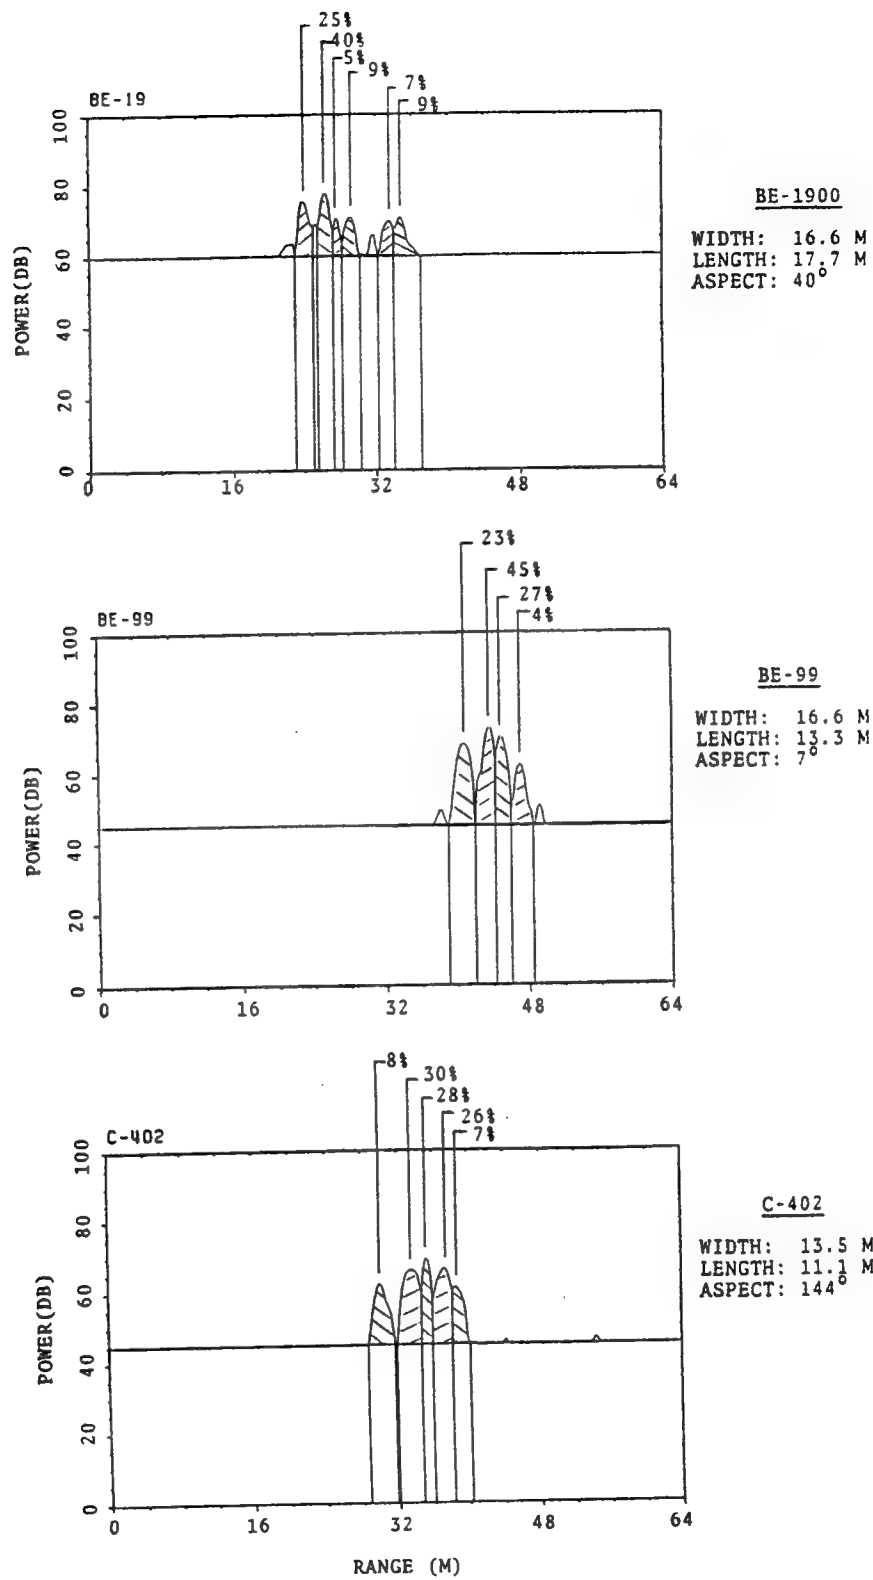 25%
40%
5%
9%
7%
9%
BE-19
100
80
60
40
20
0
POWER(DB)
0 16 32 48 64
BE-1900
WIDTH: 16.6 M
LENGTH: 17.7 M
ASPECT: 40°
23%
45%
27%
4%
BE-99
100
80
60
40
20
0
POWER(DB)
0 16 32 48 64
BE-99
WIDTH: 16.6 M
LENGTH: 13.3 M
ASPECT: 7°
8%
30%
28%
26%
7%
C-402
100
80
60
40
20
0
POWER(DB)
0 16 32 48 64
RANGE (M)
C-402
WIDTH: 13.5 M
LENGTH: 11.1 M
ASPECT: 144°